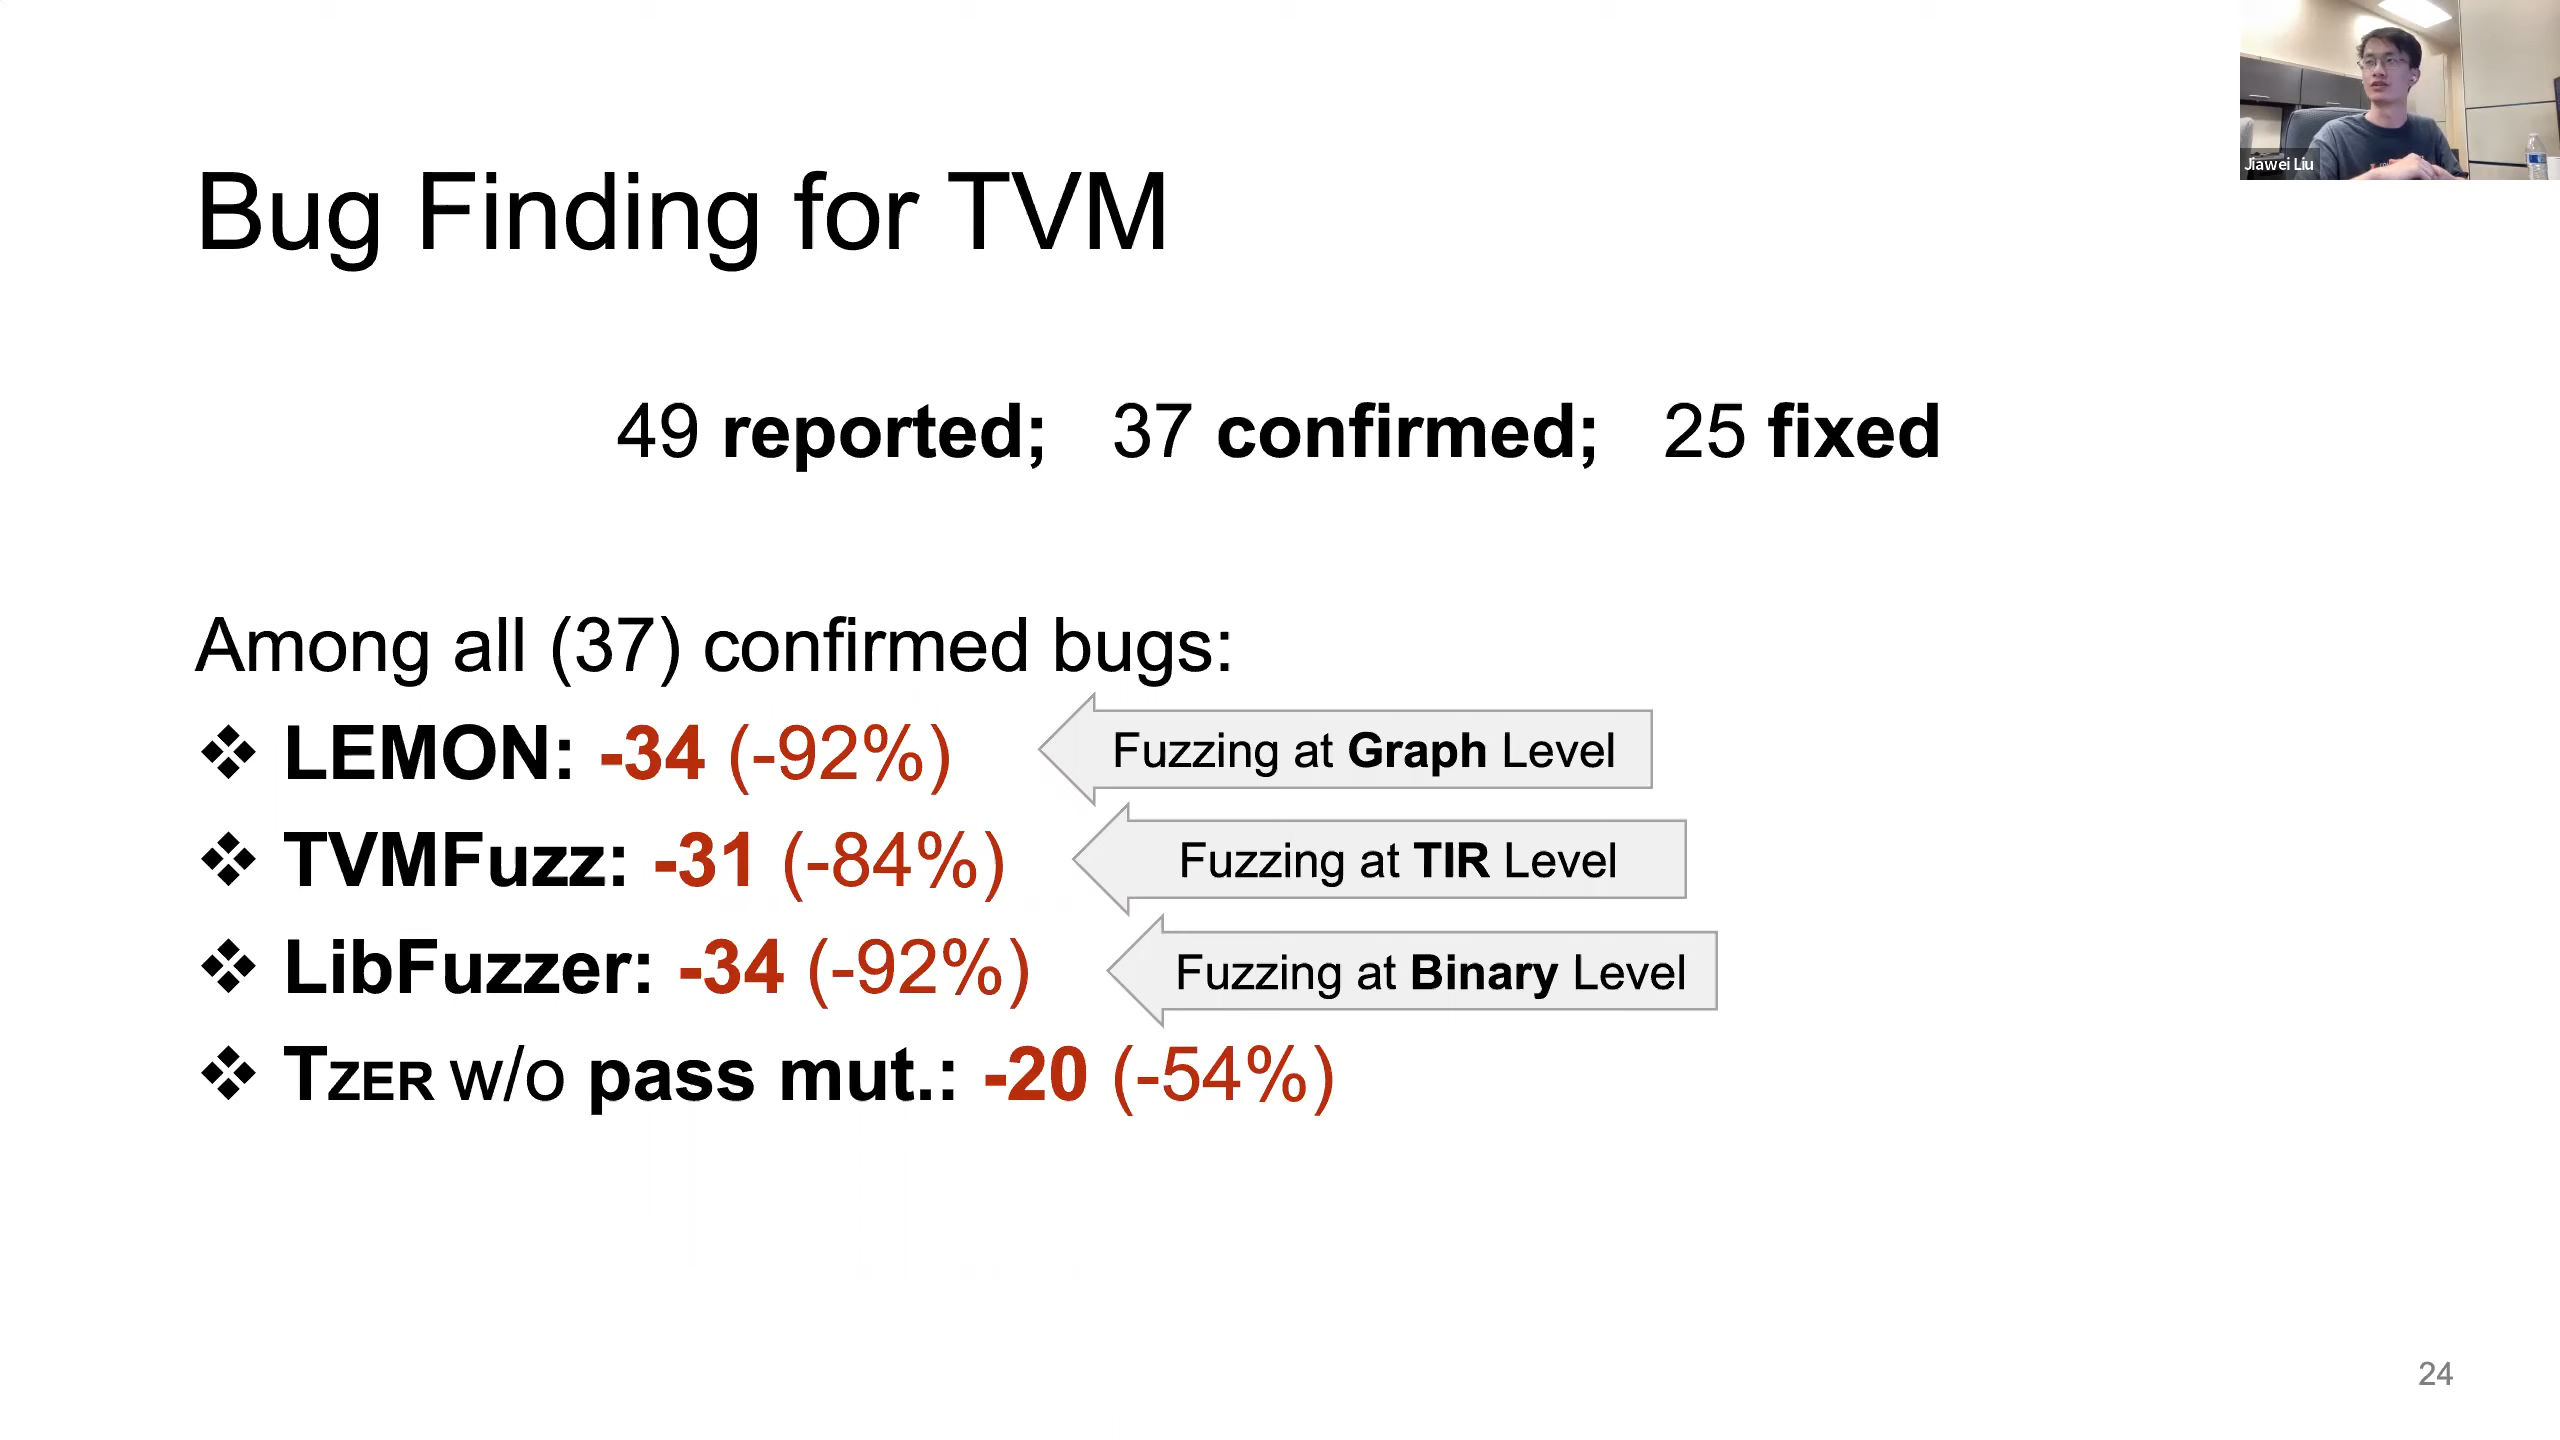 Jiawei Liu
Bug Finding for TVM
49 reported; 37 confirmed; 25 fixed
Among all (37) confirmed bugs:
❖ LEMON: -34 (-92%)
Fuzzing at Graph Level
❖ TVMFuzz: -31 (-84%)
Fuzzing at TIR Level
❖ LibFuzzer: -34 (-92%)
Fuzzing at Binary Level
❖ TZER w/o pass mut.: -20 (-54%)
24